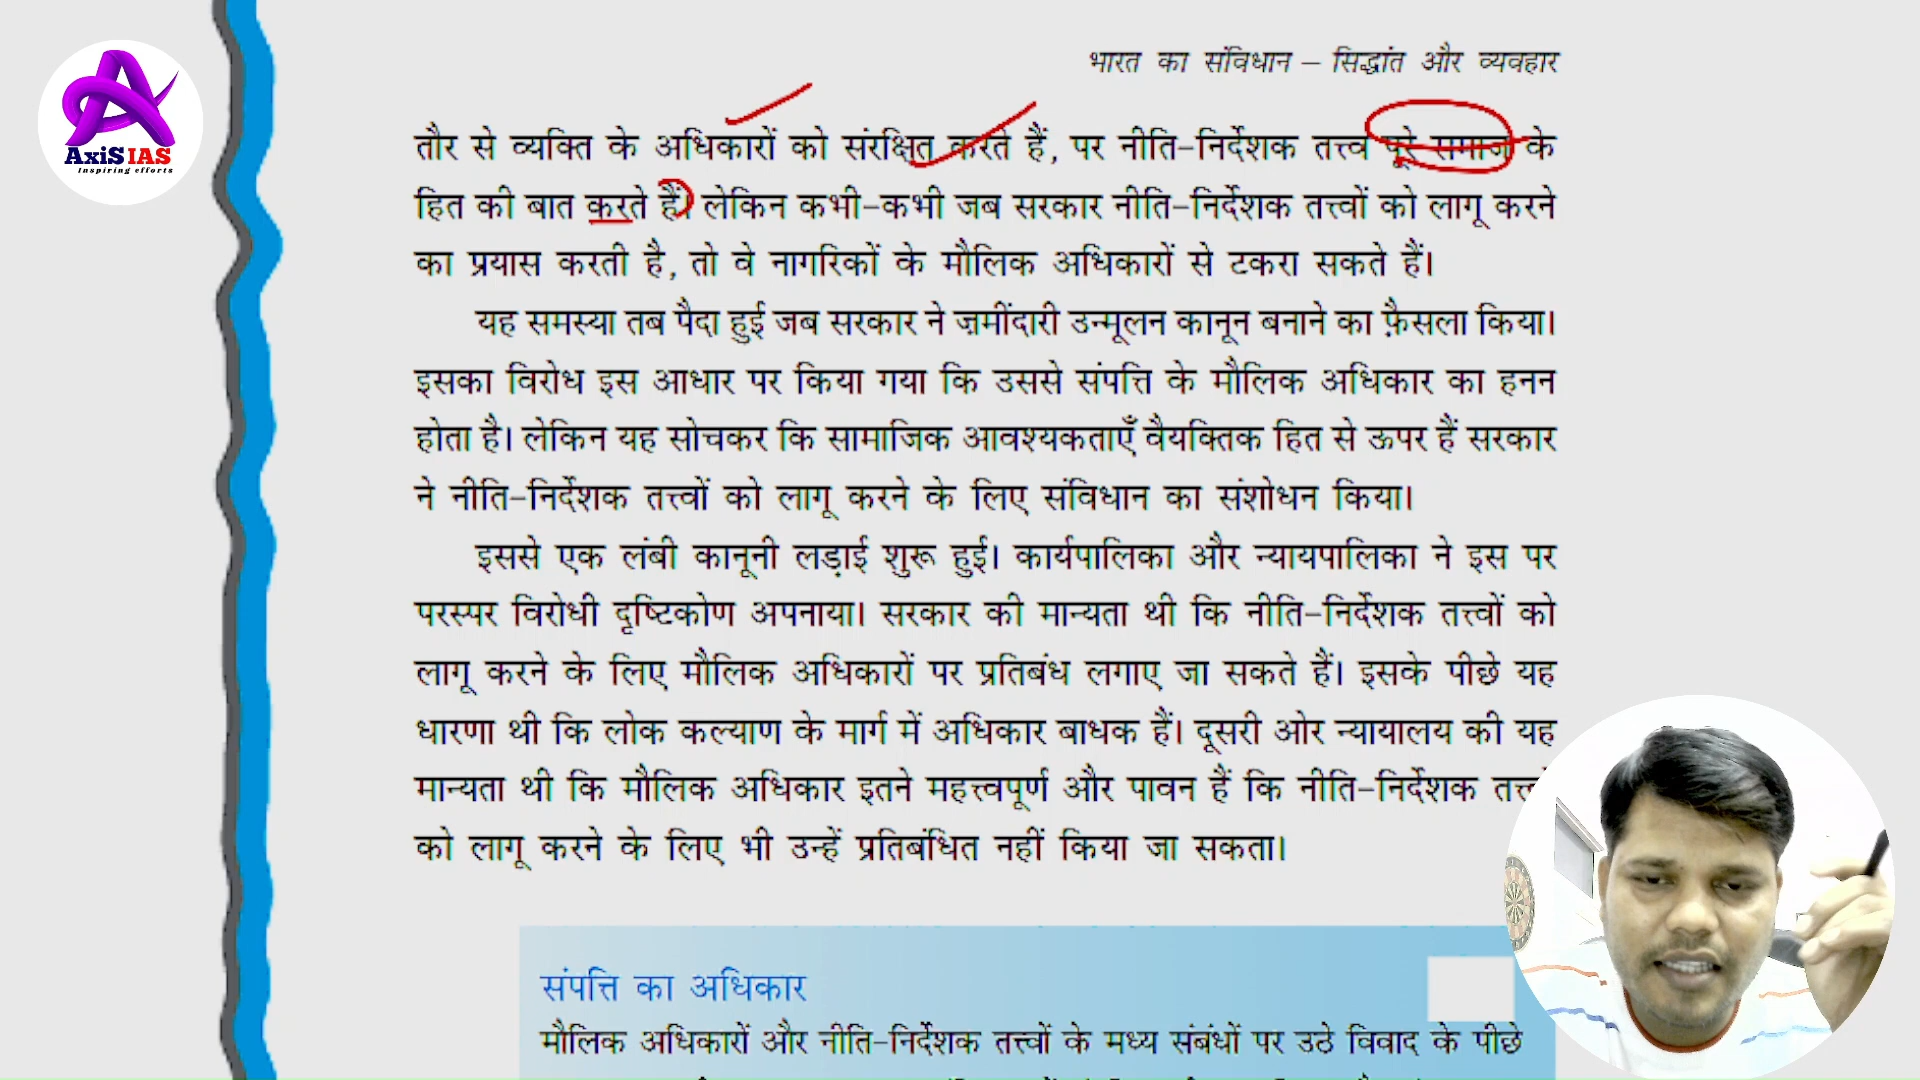 AxiS IAS
Inspiring efforts
भारत का संविधान – सिद्धांत और व्यवहार
तौर से व्यक्ति के अधिकारों को संरक्षित करते हैं, पर नीति-निर्देशक तत्त्व पूरे समाज के
हित की बात करते हैं। लेकिन कभी-कभी जब सरकार नीति-निर्देशक तत्त्वों को लागू करने
का प्रयास करती है, तो वे नागरिकों के मौलिक अधिकारों से टकरा सकते हैं।
यह समस्या तब पैदा हुई जब सरकार ने ज़मींदारी उन्मूलन कानून बनाने का फ़ैसला किया।
इसका विरोध इस आधार पर किया गया कि उससे संपत्ति के मौलिक अधिकार का हनन
होता है। लेकिन यह सोचकर कि सामाजिक आवश्यकताएँ वैयक्तिक हित से ऊपर हैं सरकार
ने नीति-निर्देशक तत्त्वों को लागू करने के लिए संविधान का संशोधन किया।
इससे एक लंबी कानूनी लड़ाई शुरू हुई। कार्यपालिका और न्यायपालिका ने इस पर
परस्पर विरोधी दृष्टिकोण अपनाया। सरकार की मान्यता थी कि नीति-निर्देशक तत्त्वों को
लागू करने के लिए मौलिक अधिकारों पर प्रतिबंध लगाए जा सकते हैं। इसके पीछे यह
धारणा थी कि लोक कल्याण के मार्ग में अधिकार बाधक हैं। दूसरी ओर न्यायालय की यह
मान्यता थी कि मौलिक अधिकार इतने महत्त्वपूर्ण और पावन हैं कि नीति-निर्देशक
को लागू करने के लिए भी उन्हें प्रतिबंधित नहीं किया जा सकता।
संपत्ति का अधिकार
मौलिक अधिकारों और नीति-निर्देशक तत्त्वों के मध्य संबंधों पर उठे विवाद के पीछे